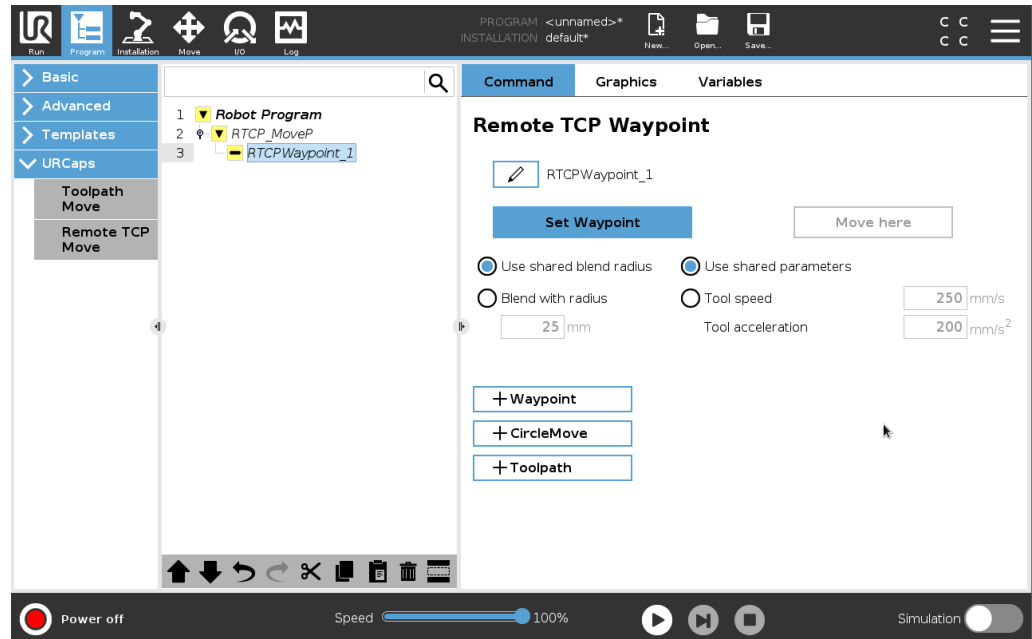 PROGRAM <unnamed>*
INSTALLATION default*
C C
C C
Run
Program
Installation
Move
I/O
Log
New...
Open...
Save...
Basic
Advanced
Templates
URCaps
Toolpath
Move
Remote TCP
Move
1 Robot Program
2 RTCP_MoveP
3 RTCPWaypoint_1
Command Graphics Variables
Remote TCP Waypoint
RTCPWaypoint_1
Set Waypoint Move here
Use shared blend radius Use shared parameters
Blend with radius Tool speed 250 mm/s
25 mm Tool acceleration 200 mm/s²
+Waypoint
+CircleMove
+Toolpath
Power off Speed 100% Simulation